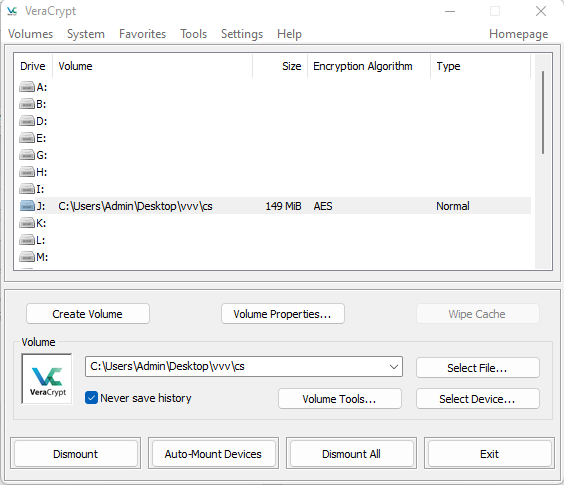 VeraCrypt
Volumes System Favorites Tools Settings Help Homepage
Drive Volume Size Encryption Algorithm Type
A:
B:
D:
E:
G:
H:
I:
J: C:\Users\Admin\Desktop\vvv\cs 149 MiB AES Normal
K:
L:
M:
Create Volume Volume Properties... Wipe Cache
Volume
C:\Users\Admin\Desktop\vvv\cs Select File...
VeraCrypt
Never save history Volume Tools... Select Device...
Dismount Auto-Mount Devices Dismount All Exit